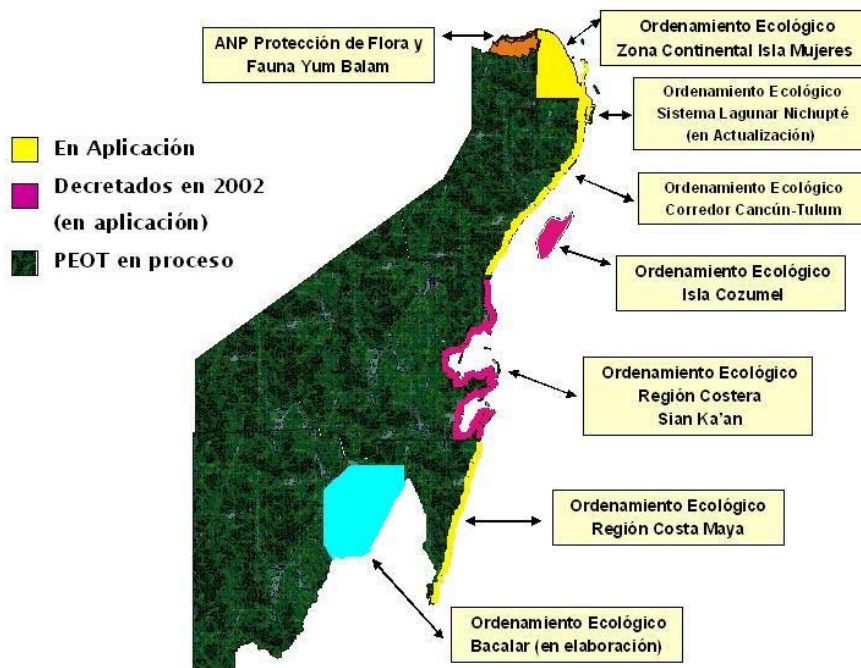 ANP Protección de Flora y
Fauna Yum Balam
Ordenamiento Ecológico
Zona Continental Isla Mujeres
Ordenamiento Ecológico
Sistema Lagunar Nichupté
(en Actualización)
En Aplicación
Decretados en 2002
(en aplicación)
PEOT en proceso
Ordenamiento Ecológico
Corredor Cancún-Tulum
Ordenamiento Ecológico
Isla Cozumel
Ordenamiento Ecológico
Región Costera
Sian Ka'an
Ordenamiento Ecológico
Región Costa Maya
Ordenamiento Ecológico
Bacalar (en elaboración)